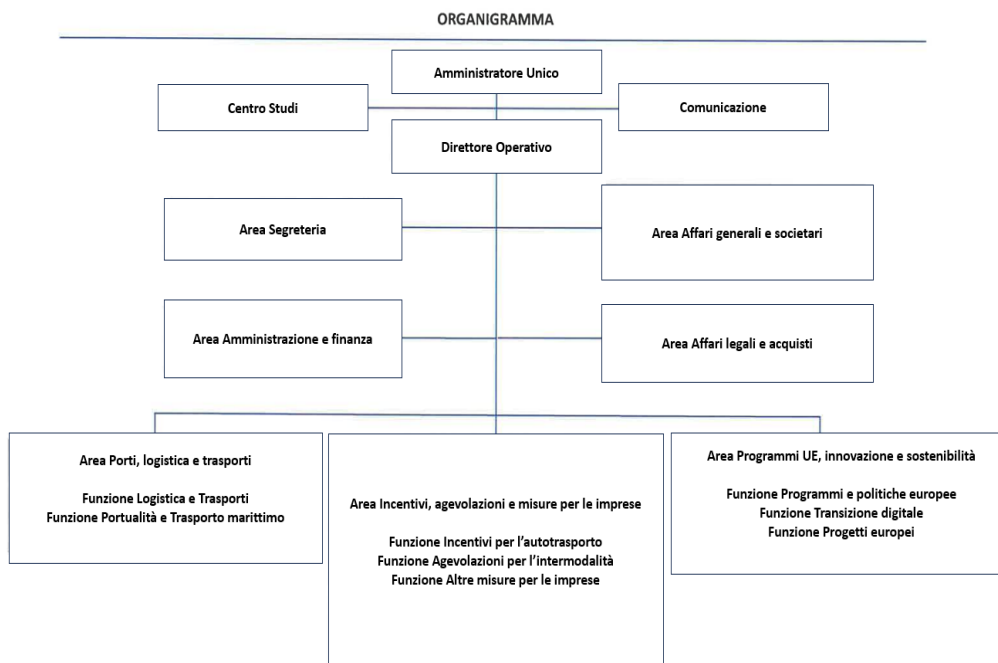 ORGANIGRAMMA
Amministratore Unico
Centro Studi
Comunicazione
Direttore Operativo
Area Segreteria
Area Affari generali e societari
Area Amministrazione e finanza
Area Affari legali e acquisti
Area Porti, logistica e trasporti
Funzione Logistica e Trasporti
Funzione Portualità e Trasporto marittimo
Area Incentivi, agevolazioni e misure per le imprese
Funzione Incentivi per l’autotrasporto
Funzione Agevolazioni per l’intermodalità
Funzione Altre misure per le imprese
Area Programmi UE, innovazione e sostenibilità
Funzione Programmi e politiche europee
Funzione Transizione digitale
Funzione Progetti europei